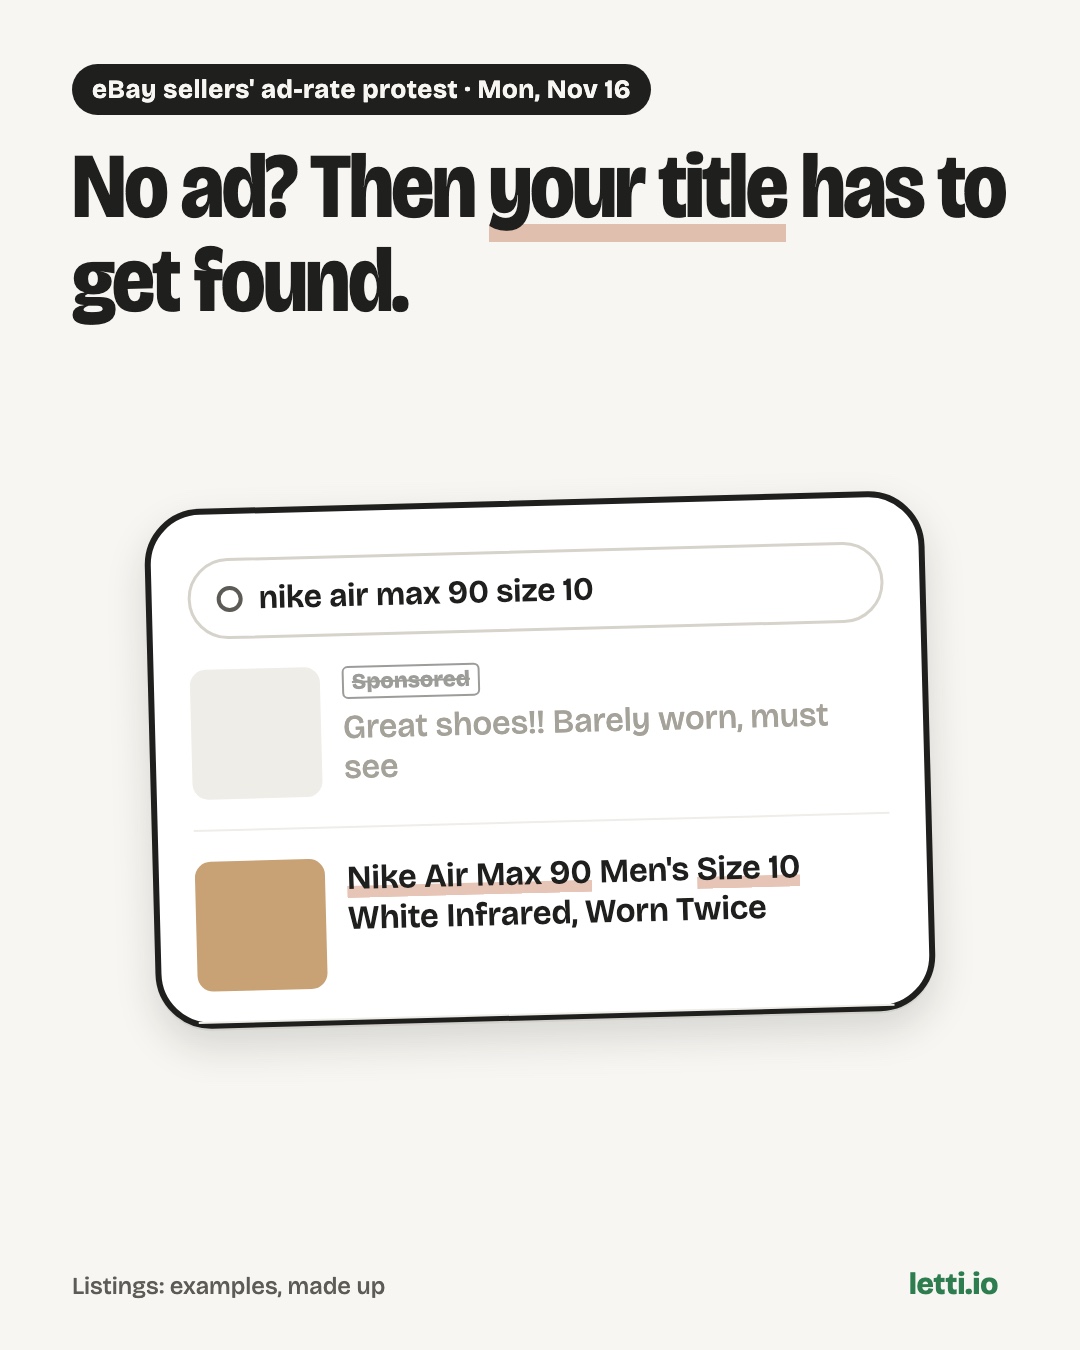 eBay sellers' ad-rate protest · Mon, Nov 16
No ad? Then your title has to
get found.
nike air max 90 size 10
Sponsored
Great shoes!! Barely worn, must
see
Nike Air Max 90 Men's Size 10
White Infrared, Worn Twice
Listings: examples, made up
letti.io